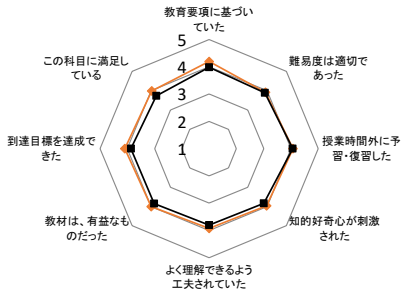 教育要項に基づい
ていた
難易度は適切で
あった
授業時間外に予
習・復習した
知的好奇心が刺激
された
よく理解できるよう
工夫されていた
教材は、有益なも
のだった
到達目標を達成で
きた
この科目に満足し
ている
5
4
3
2
1